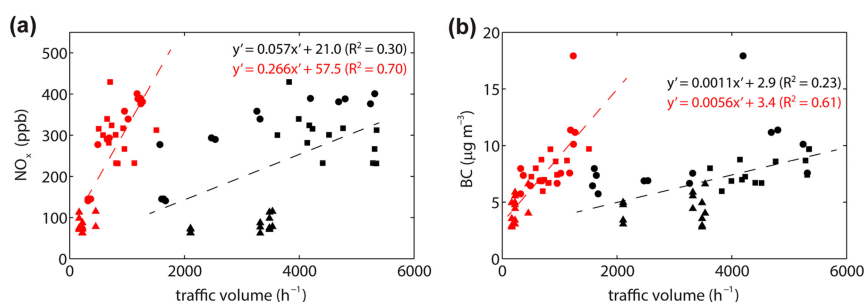 (a)
y' = 0.057x' + 21.0 (R² = 0.30)
y' = 0.266x' + 57.5 (R² = 0.70)
500
400
300
200
100
0
NOx (ppb)
0 2000 4000 6000
traffic volume (h⁻¹)
(b)
y' = 0.0011x' + 2.9 (R² = 0.23)
y' = 0.0056x' + 3.4 (R² = 0.61)
20
15
10
5
0
BC (µg m⁻³)
0 2000 4000 6000
traffic volume (h⁻¹)